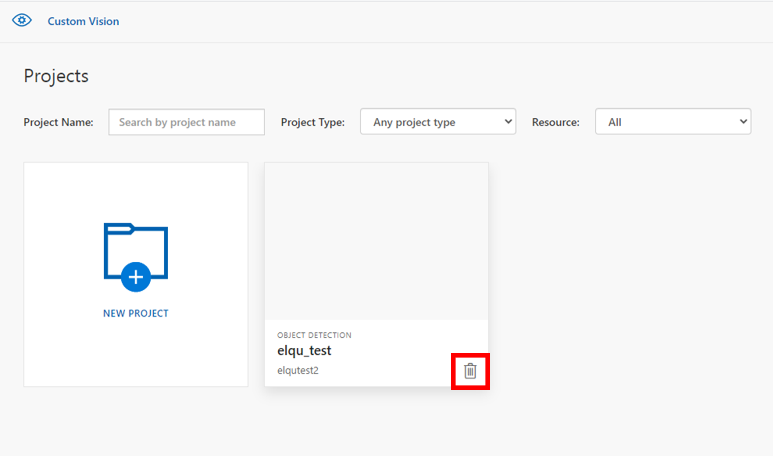 Custom Vision
Projects
Project Name: Search by project name Project Type: Any project type Resource: All
NEW PROJECT
OBJECT DETECTION
elqu_test
elqutest2